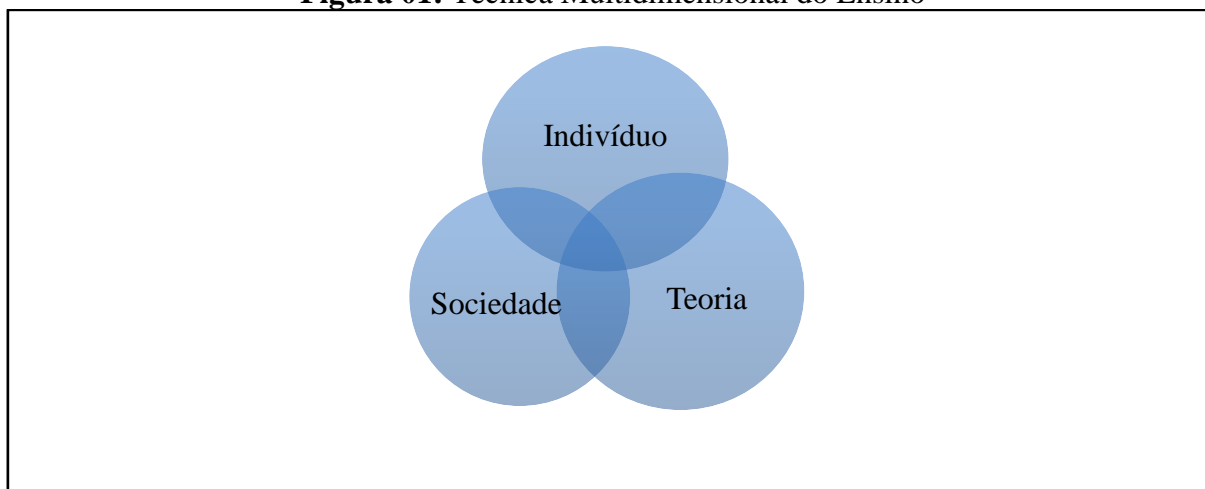 Figura 01: Técnica Multidimensional do Ensino
Indivíduo
Sociedade
Teoria